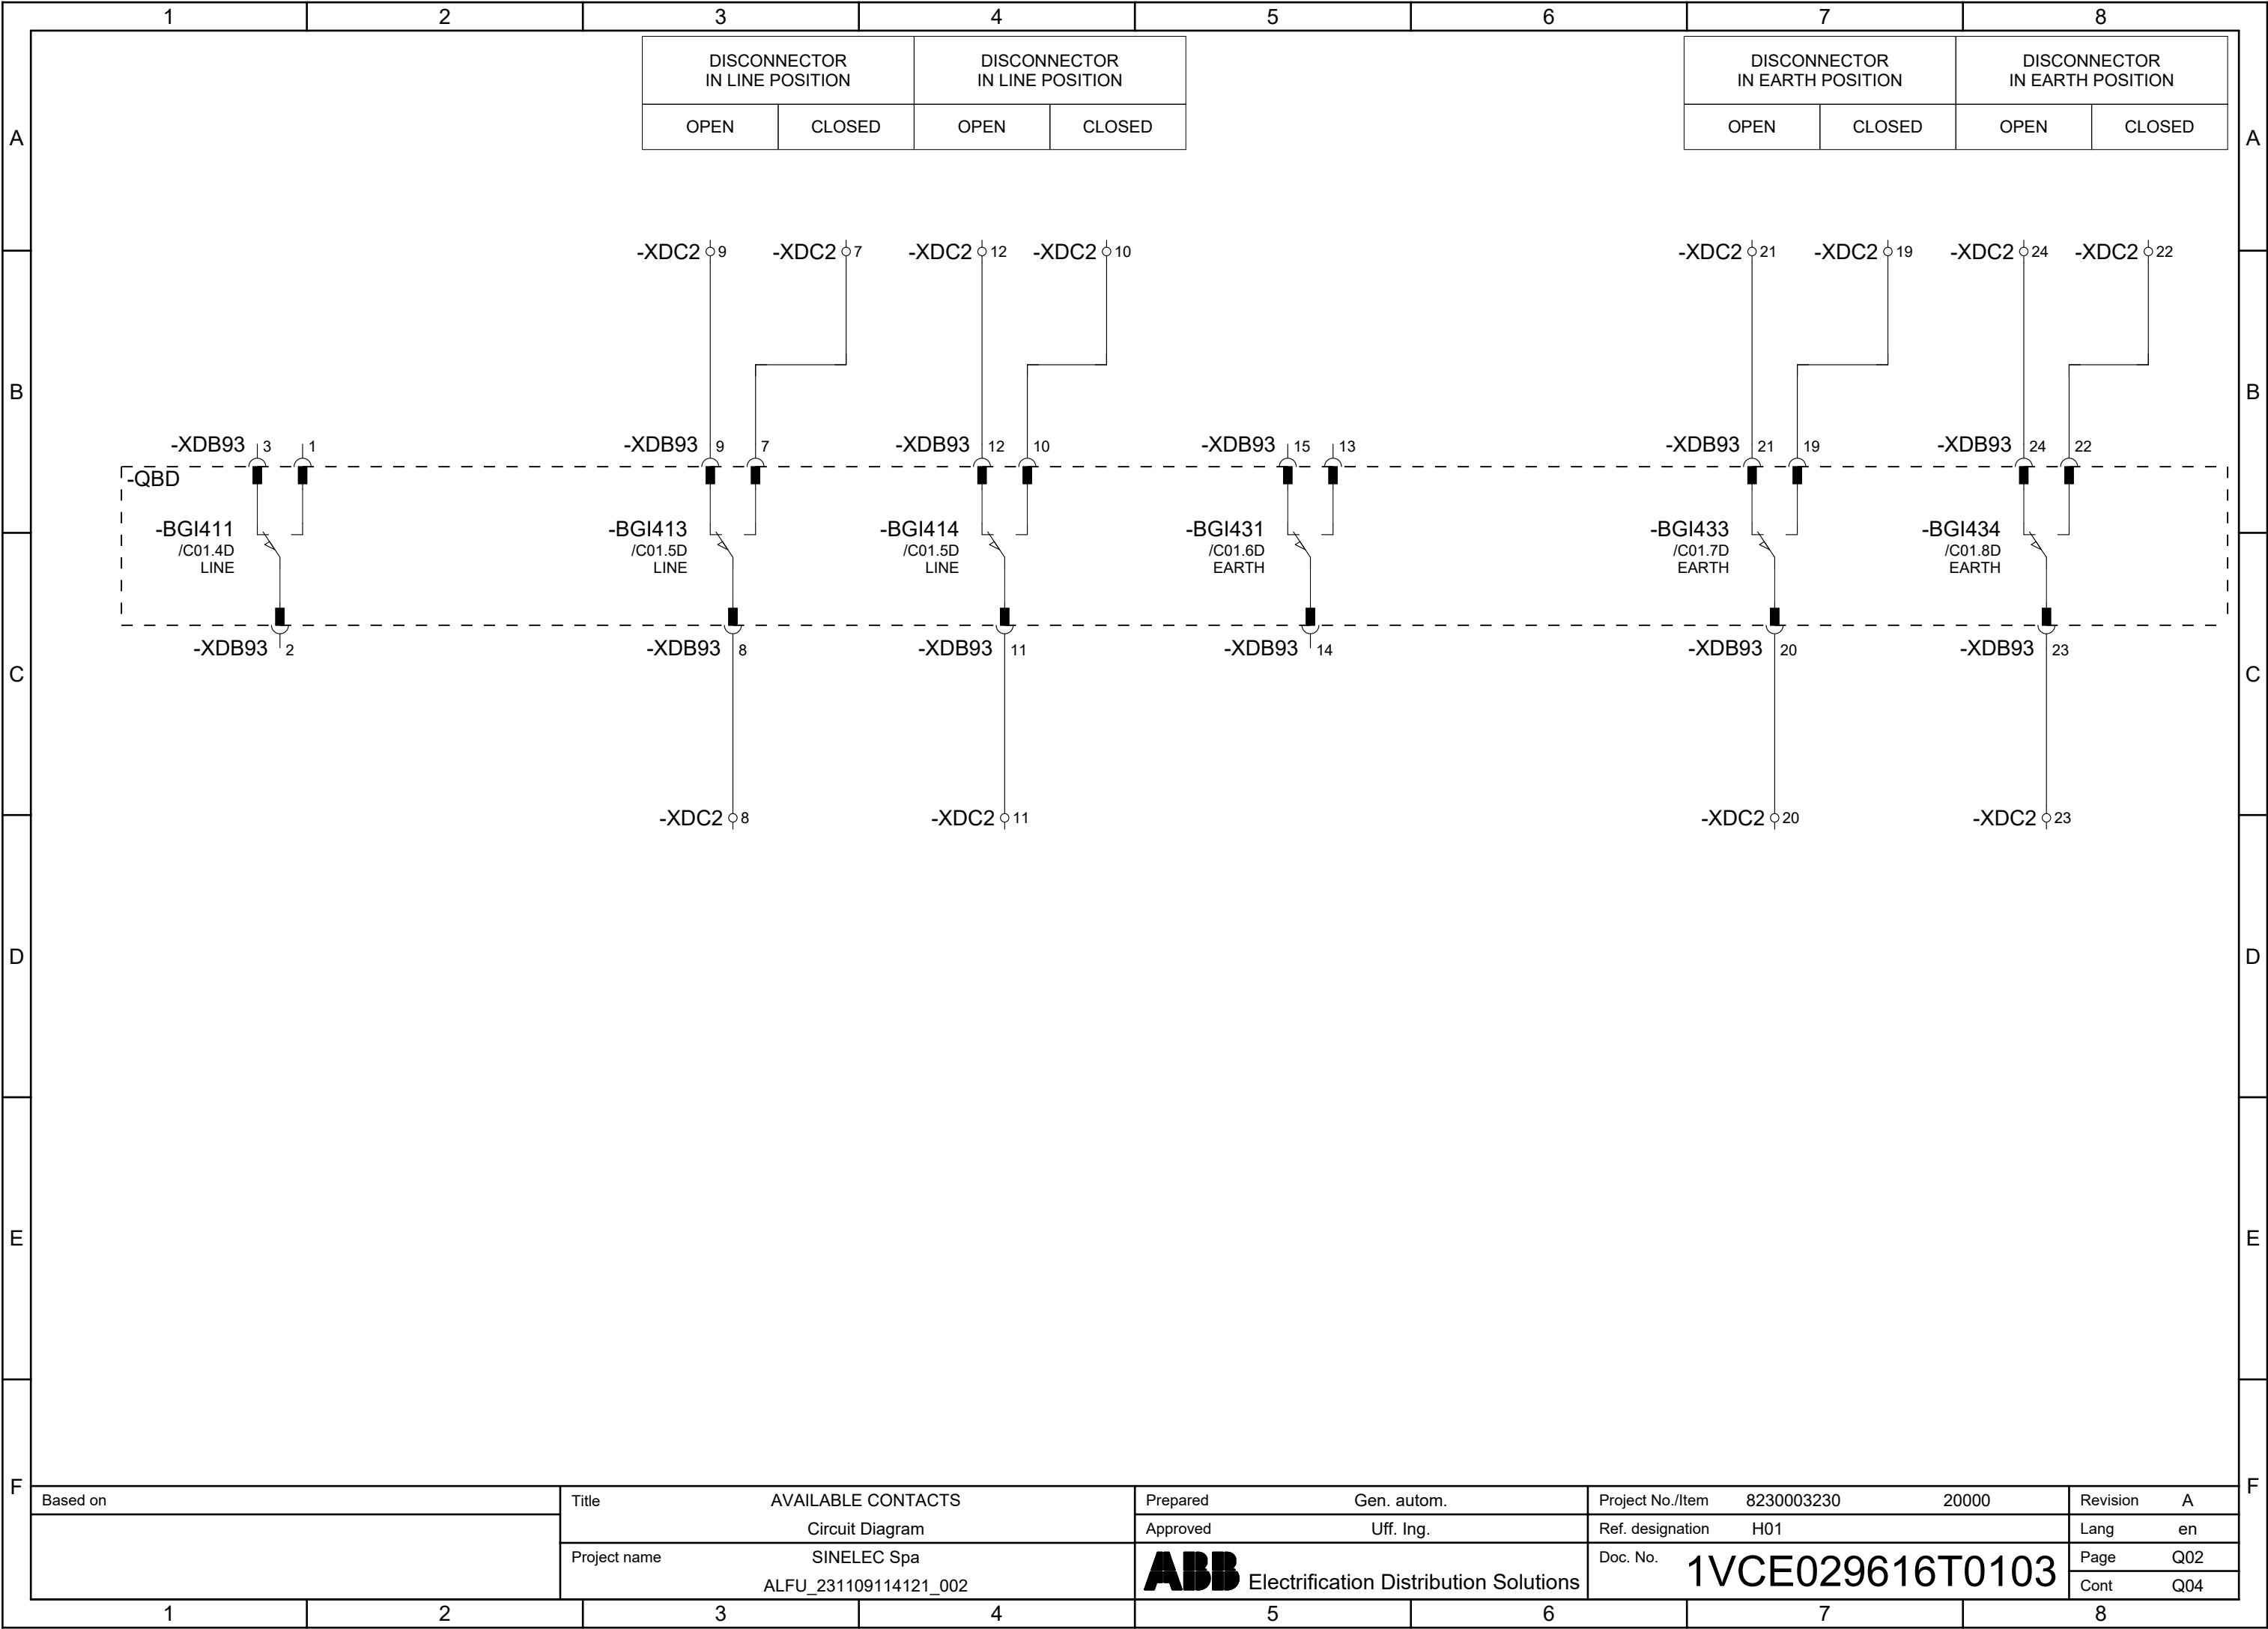 1 2 3 4 5 6 7 8
DISCONNECTOR
IN LINE POSITION
DISCONNECTOR
IN LINE POSITION
DISCONNECTOR
IN EARTH POSITION
DISCONNECTOR
IN EARTH POSITION
OPEN CLOSED OPEN CLOSED OPEN CLOSED OPEN CLOSED
A A
-XDC2 9 -XDC2 7 -XDC2 12 -XDC2 10 -XDC2 21 -XDC2 19 -XDC2 24 -XDC2 22
B B
-XDB93 3 1 -XDB93 9 7 -XDB93 12 10 -XDB93 15 13 -XDB93 21 19 -XDB93 24 22
-QBD
-BGI411
/C01.4D
LINE
-BGI413
/C01.5D
LINE
-BGI414
/C01.5D
LINE
-BGI431
/C01.6D
EARTH
-BGI433
/C01.7D
EARTH
-BGI434
/C01.8D
EARTH
-XDB93 2 -XDB93 8 -XDB93 11 -XDB93 14 -XDB93 20 -XDB93 23
C C
-XDC2 8 -XDC2 11 -XDC2 20 -XDC2 23
D D
E E
F F
Based on
Title AVAILABLE CONTACTS
Circuit Diagram
Project name SINELEC Spa
ALFU_231109114121_002
Prepared Gen. autom.
Approved Uff. Ing.
ABB Electrification Distribution Solutions
Project No./Item 8230003230 20000
Ref. designation H01
Doc. No. 1VCE029616T0103
Revision A
Lang en
Page Q02
Cont Q04
1 2 3 4 5 6 7 8